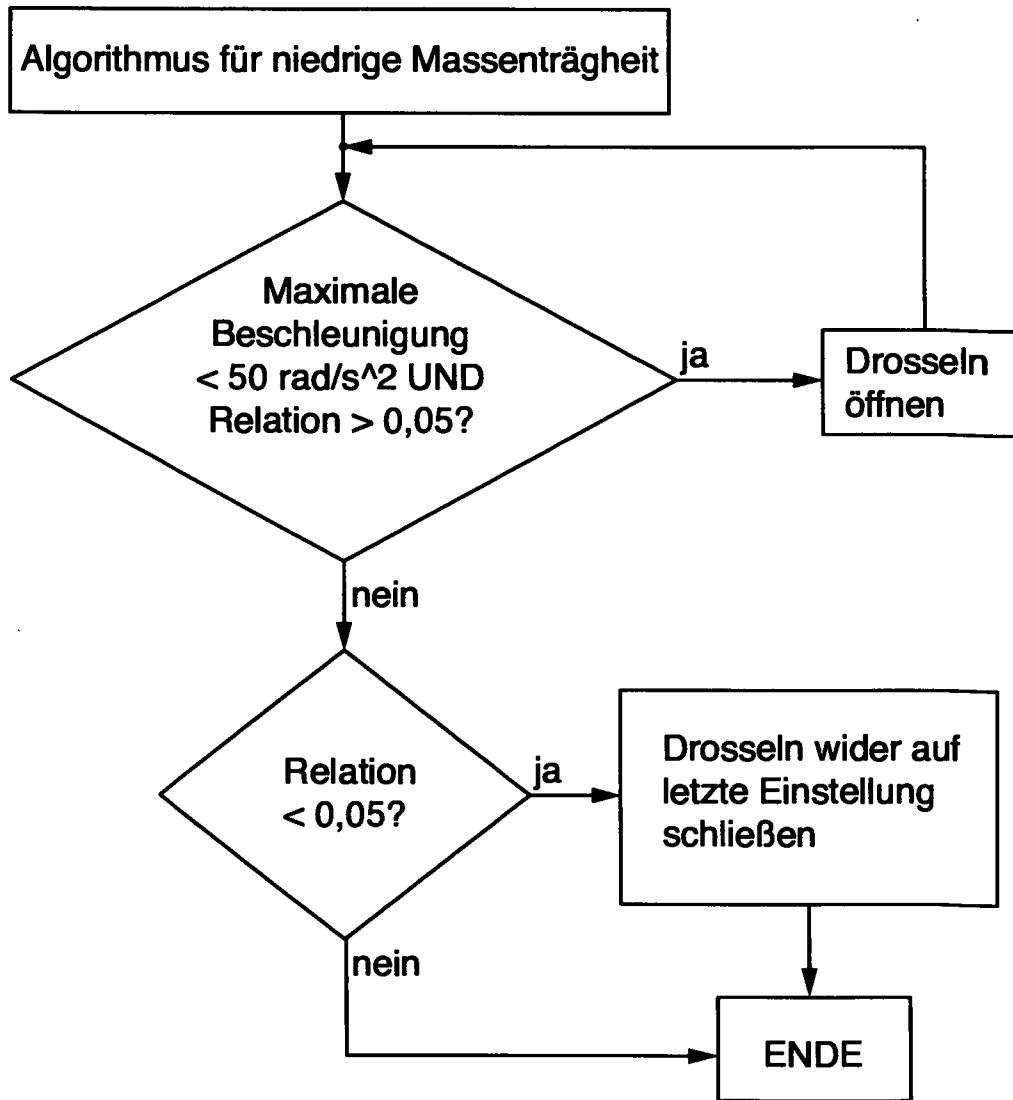 Algorithmus für niedrige Massenträgheit
Maximale
Beschleunigung
< 50 rad/s^2 UND
Relation > 0,05?
ja
Drosseln
öffnen
nein
Relation
< 0,05?
ja
Drosseln wider auf
letzte Einstellung
schließen
nein
ENDE